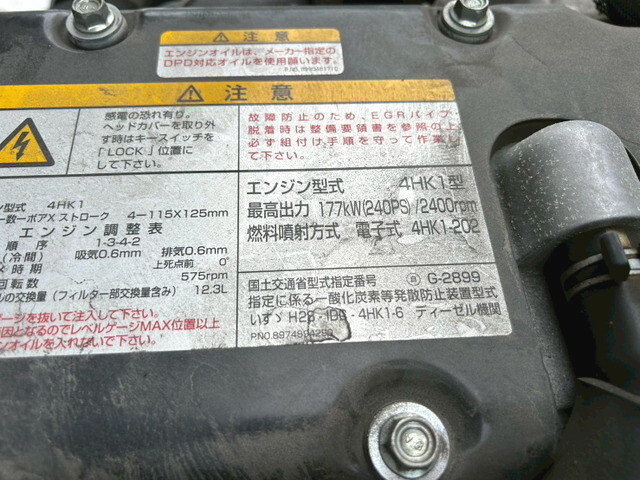 注意
エンジンオイルは、メーカー指定の
DPD対応オイルを使用願います。
注意
感電の恐れ有り。
ヘッドカバーを取り外
す時はキースイッチを
「LOCK」位置に
して下さい。
故障防止のため、EGRパイプ
脱着時は整備要領書を参照の上
必ず組付け手順を守って作業し
て下さい。
ン型式 4HK1
ー数ーボアXストローク 4ー115X125mm
エンジン調整表
順序 1-3-4-2
(冷間) 吸気0.6mm 排気0.6mm
時期 上死点前 0°
回転数 575rpm
ルの交換量(フィルター部交換量含み) 12.3L
ージを抜いて注入して下さい。
因となるのでレベルゲージMAX位置以上
ンオイルを入れないで下さい。
エンジン型式 4HK1型
最高出力 177kW(240PS)/2400rpm
燃料噴射方式 電子式 4HK1-202
国土交通省型式指定番号 G-2899
指定に係る一酸化炭素等発散防止装置型式
いすゞ 4HK1-6 ディーゼル機関